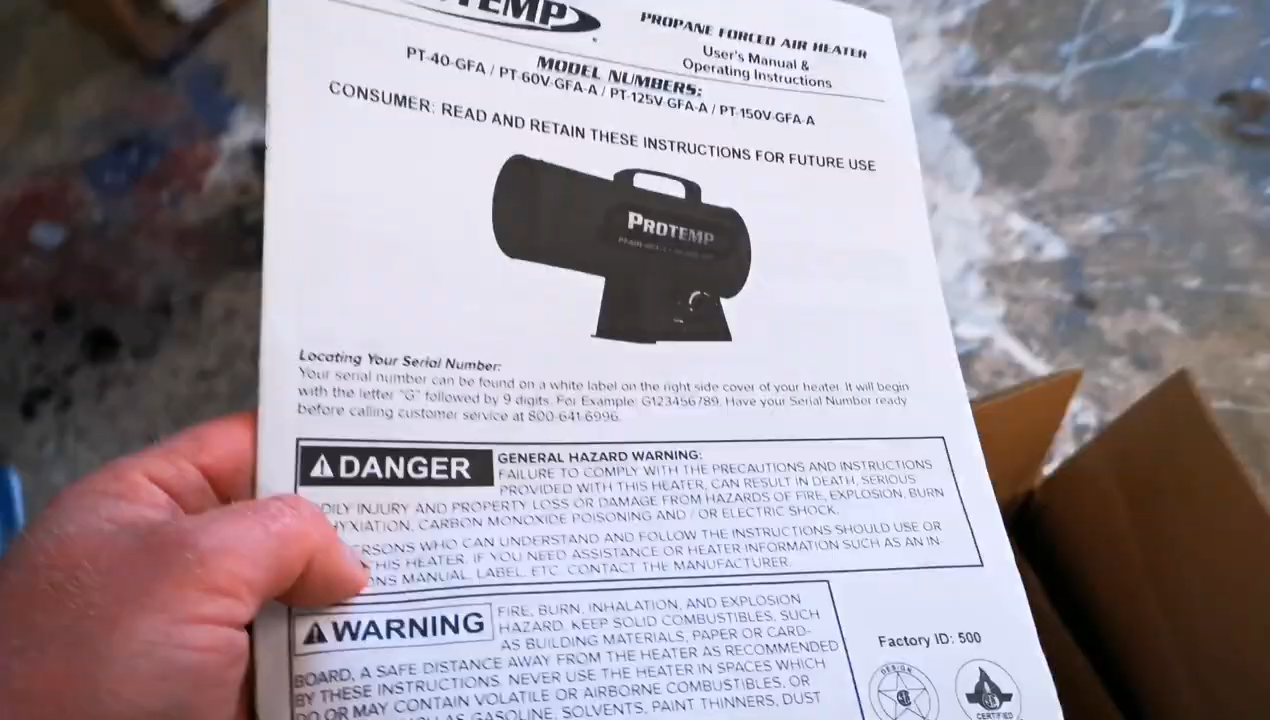 TEMP
PROPANE FORCED AIR HEATER
User's Manual &
Operating Instructions
MODEL NUMBERS:
PT-40-GFA / PT-60V-GFA-A / PT-125V-GFA-A / PT-150V-GFA-A
CONSUMER: READ AND RETAIN THESE INSTRUCTIONS FOR FUTURE USE
PROTEMP
Locating Your Serial Number:
Your serial number can be found on a white label on the right side cover of your heater. It will begin
with the letter "G" followed by 9 digits. For Example: G123456789. Have your Serial Number ready
before calling customer service at 800-641-6996.
DANGER
GENERAL HAZARD WARNING:
FAILURE TO COMPLY WITH THE PRECAUTIONS AND INSTRUCTIONS
PROVIDED WITH THIS HEATER, CAN RESULT IN DEATH, SERIOUS
DILY INJURY AND PROPERTY LOSS OR DAMAGE FROM HAZARDS OF FIRE, EXPLOSION, BURN
HYXIATION, CARBON MONOXIDE POISONING AND / OR ELECTRIC SHOCK.
ERSONS WHO CAN UNDERSTAND AND FOLLOW THE INSTRUCTIONS SHOULD USE OR
THIS HEATER. IF YOU NEED ASSISTANCE OR HEATER INFORMATION SUCH AS AN IN-
ONS MANUAL, LABEL, ETC. CONTACT THE MANUFACTURER.
WARNING
FIRE, BURN, INHALATION, AND EXPLOSION
HAZARD. KEEP SOLID COMBUSTIBLES, SUCH
AS BUILDING MATERIALS, PAPER OR CARD-
BOARD, A SAFE DISTANCE AWAY FROM THE HEATER AS RECOMMENDED
BY THESE INSTRUCTIONS. NEVER USE THE HEATER IN SPACES WHICH
DO OR MAY CONTAIN VOLATILE OR AIRBORNE COMBUSTIBLES, OR
AS GASOLINE, SOLVENTS, PAINT THINNERS, DUST
Factory ID: 500
DESIGN
CERTIFIED